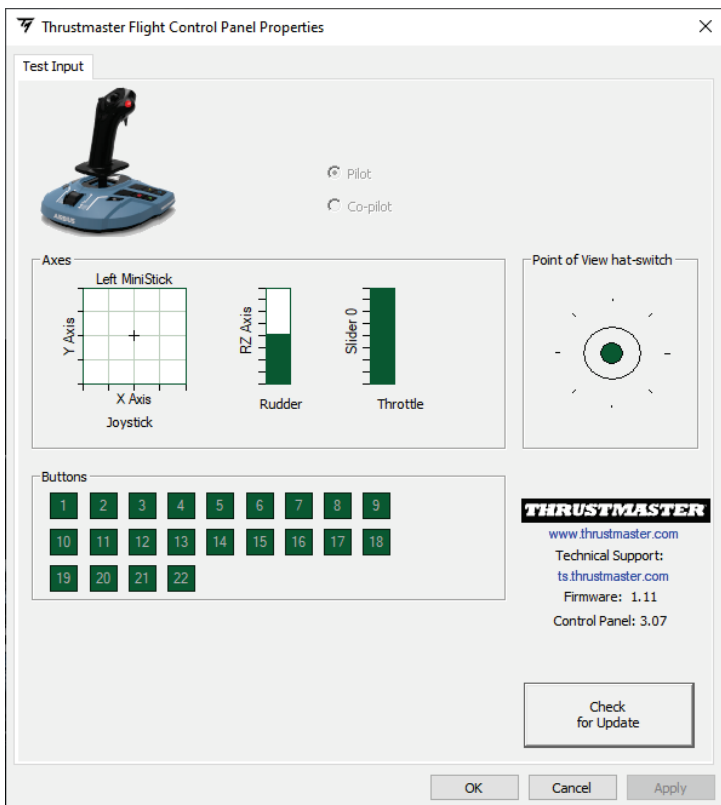 Thrustmaster Flight Control Panel Properties
Test Input
AIRBUS
Pilot
Co-pilot
Axes
Left MiniStick
Y Axis
X Axis
Joystick
RZ Axis
Rudder
Slider 0
Throttle
Point of View hat-switch
Buttons
1 2 3 4 5 6 7 8 9
10 11 12 13 14 15 16 17 18
19 20 21 22
THRUSTMASTER
www.thrustmaster.com
Technical Support:
ts.thrustmaster.com
Firmware: 1.11
Control Panel: 3.07
Check
for Update
OK Cancel Apply